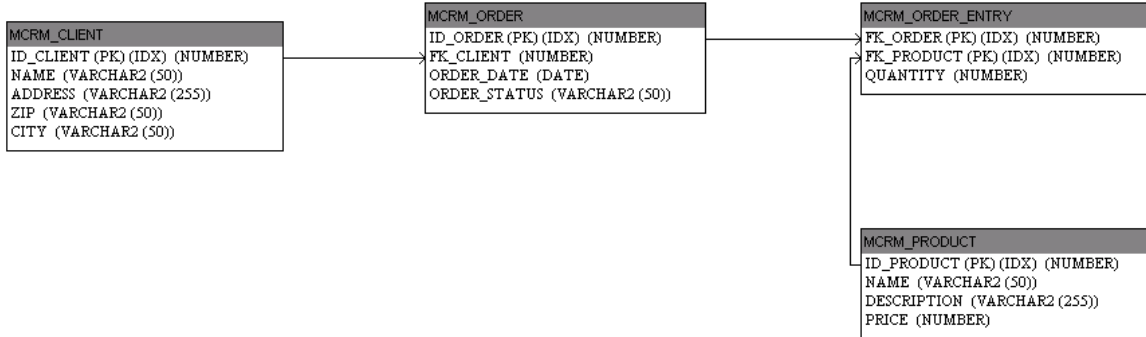 MCRM_CLIENT
ID_CLIENT (PK) (IDX) (NUMBER)
NAME (VARCHAR2 (50))
ADDRESS (VARCHAR2 (255))
ZIP (VARCHAR2 (50))
CITY (VARCHAR2 (50))
MCRM_ORDER
ID_ORDER (PK) (IDX) (NUMBER)
FK_CLIENT (NUMBER)
ORDER_DATE (DATE)
ORDER_STATUS (VARCHAR2 (50))
MCRM_ORDER_ENTRY
FK_ORDER (PK) (IDX) (NUMBER)
FK_PRODUCT (PK) (IDX) (NUMBER)
QUANTITY (NUMBER)
MCRM_PRODUCT
ID_PRODUCT (PK) (IDX) (NUMBER)
NAME (VARCHAR2 (50))
DESCRIPTION (VARCHAR2 (255))
PRICE (NUMBER)